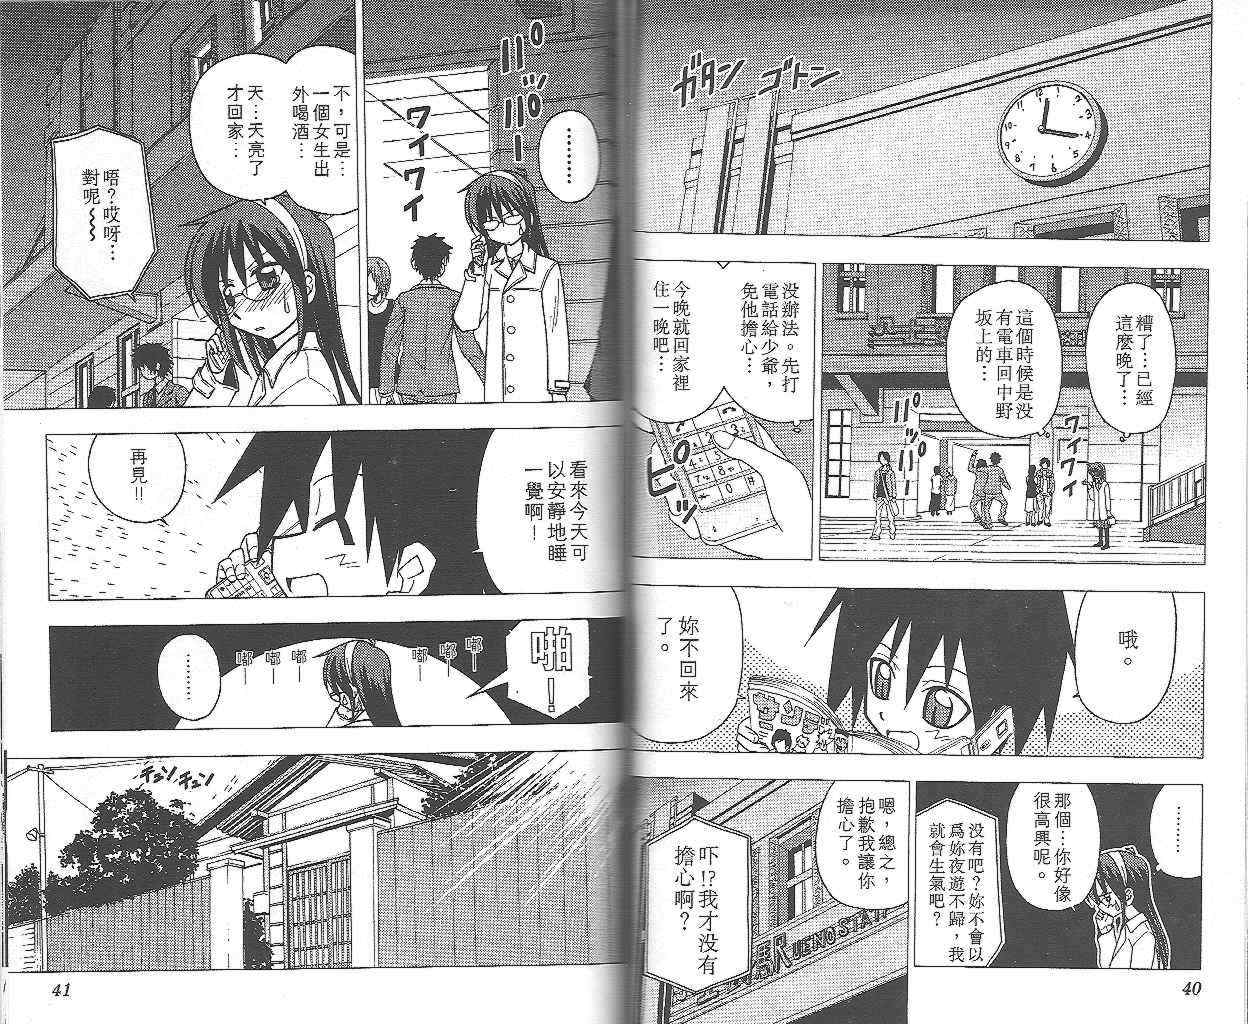 ガタン
ゴトン
糟了…已經
這麼晚了…
這個時候是没
有電車回中野
坂上的…
ワイワイ
パッパー
没辦法。先打
電話給少爺，
免他擔心…
今晚就回家裡
住一晚吧…
ピピッ
哦。
妳不回來
了。
………
那個…你好像
很高興呢。
没有吧？妳不會以
爲妳夜遊不歸，我
就會生氣吧？
嗯，總之，
抱歉我讓你
擔心了。
吓!?我才没有
擔心啊？
JR UENO STATI
40
パパッパー
ワイワイ
………
不，可是…
一個女生出
外喝酒…
天…天亮了
才回家…
唔？哎呀…
對呢～～
看來今天可
以安靜地睡
一覺啊！
再見!!
啪！
嘟─
嘟─
嘟─
嘟─
嘟─
嘟─
………
チュンチュン
41